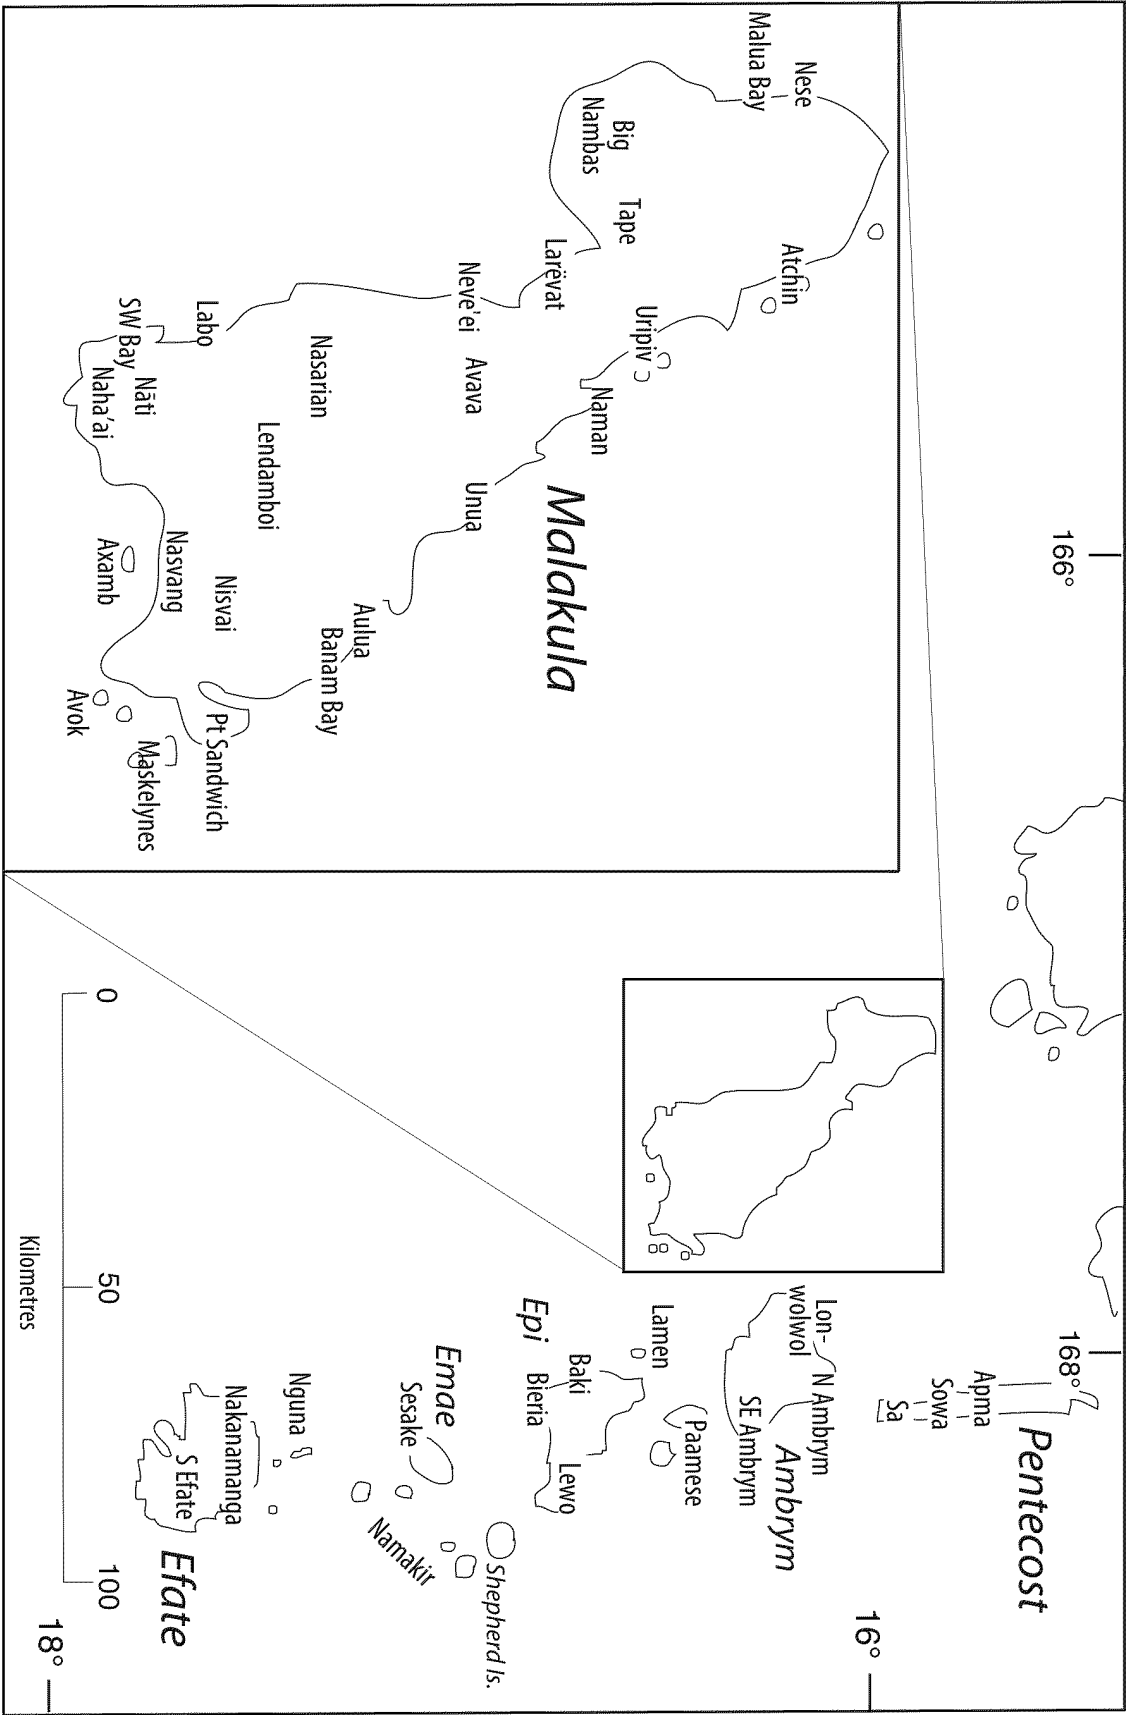 166°
168°
Pentecost
Apma
Sowa
Sa
16°
Lon-
wolwol
N Ambrym
Ambrym
SE Ambrym
Paamese
Lamen
Baki
Bieria
Lewo
Epi
Emae
Sesake
Shepherd Is.
Namakir
Nguna
Nakanamanga
S Efate
Efate
18°
Nese
Malua Bay
Atchin
Big
Nambas
Tape
Uripiv
Larëvat
Naman
Malakula
Neve'ei
Avava
Unua
Nasarian
Aulua
Banam Bay
Lendamboi
Labo
Nisvai
Pt Sandwich
SW Bay
Nāti
Naha'ai
Nasvang
Axamb
Maskelynes
Avok
0
50
100
Kilometres